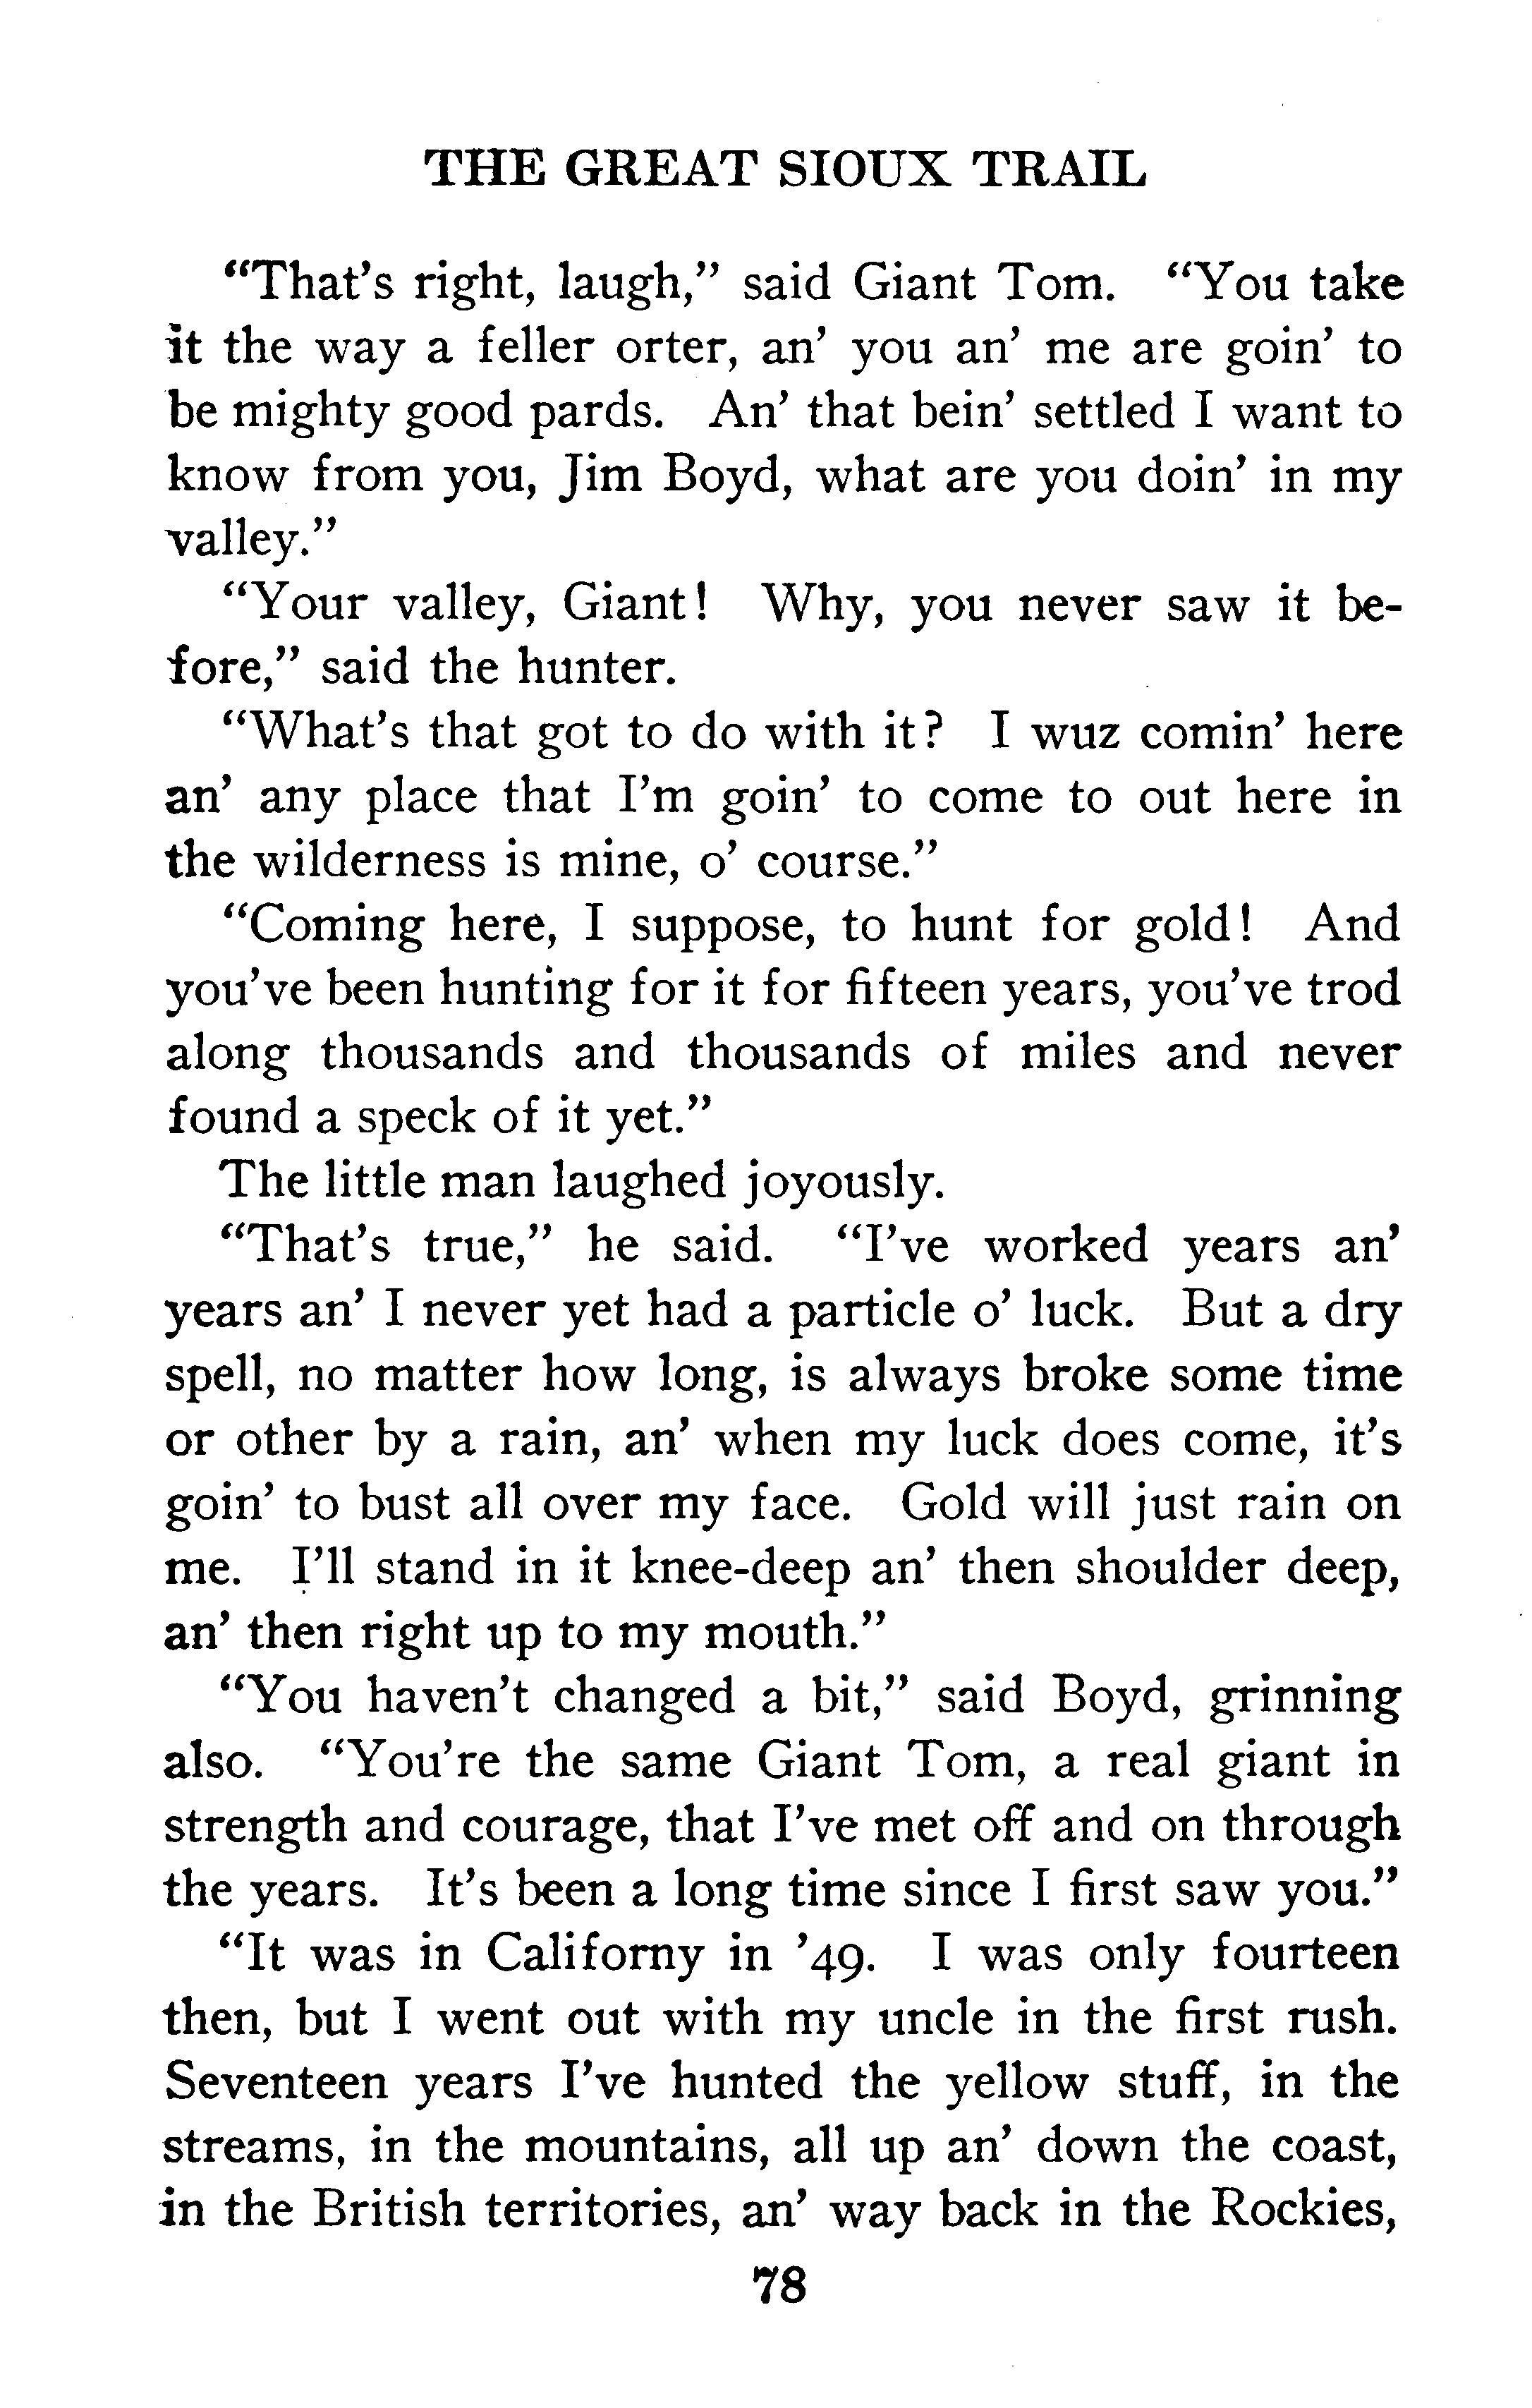 THE GREAT SIOUX TRAIL
“That’s right, laugh,” said Giant Tom. “You take
it the way a feller orter, an’ you an’ me are goin’ to
be mighty good pards. An’ that bein’ settled I want to
know from you, Jim Boyd, what are you doin’ in my
valley.”
“Your valley, Giant! Why, you never saw it be-
fore,” said the hunter.
“What’s that got to do with it? I wuz comin’ here
an’ any place that I’m goin’ to come to out here in
the wilderness is mine, o’ course.”
“Coming here, I suppose, to hunt for gold! And
you’ve been hunting for it for fifteen years, you’ve trod
along thousands and thousands of miles and never
found a speck of it yet.”
The little man laughed joyously.
“That’s true,” he said. “I’ve worked years an’
years an’ I never yet had a particle o’ luck. But a dry
spell, no matter how long, is always broke some time
or other by a rain, an’ when my luck does come, it’s
goin’ to bust all over my face. Gold will just rain on
me. I’ll stand in it knee-deep an’ then shoulder deep,
an’ then right up to my mouth.”
“You haven’t changed a bit,” said Boyd, grinning
also. “You’re the same Giant Tom, a real giant in
strength and courage, that I’ve met off and on through
the years. It’s been a long time since I first saw you.”
“It was in Californy in ’49. I was only fourteen
then, but I went out with my uncle in the first rush.
Seventeen years I’ve hunted the yellow stuff, in the
streams, in the mountains, all up an’ down the coast,
in the British territories, an’ way back in the Rockies,
78